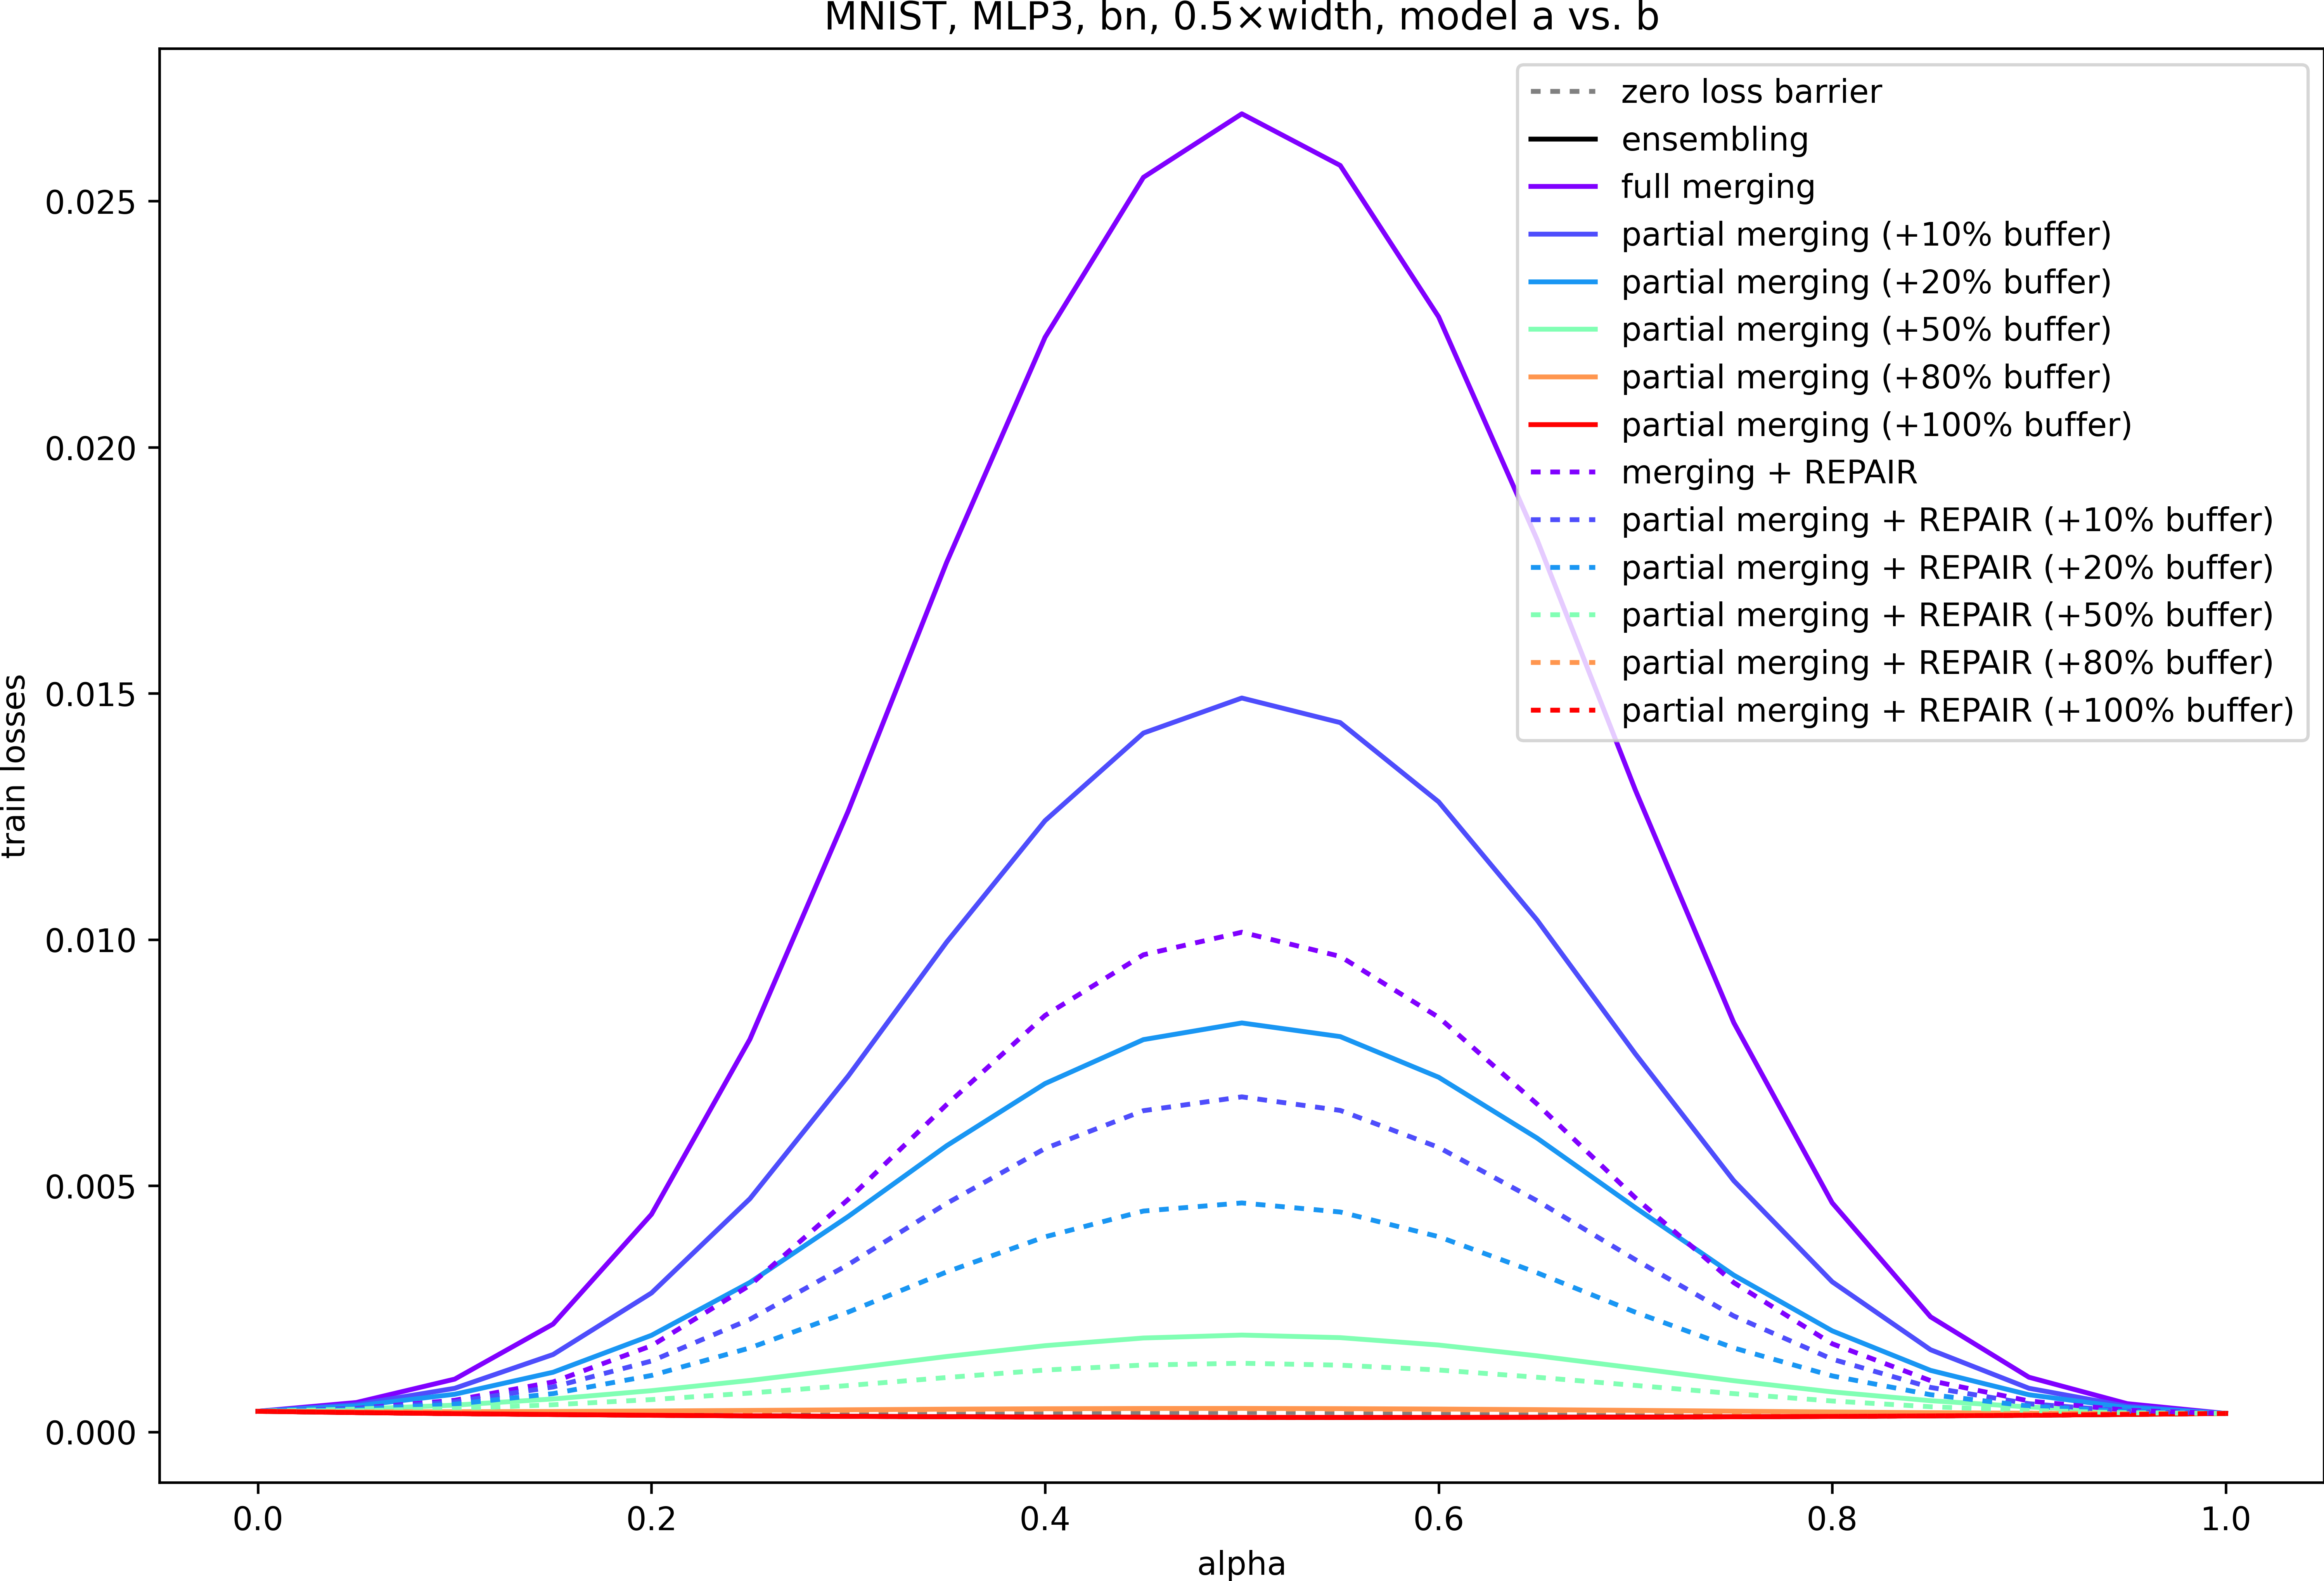 MNIST, MLP3, bn, 0.5×width, model a vs. b
zero loss barrier
ensembling
full merging
partial merging (+10% buffer)
partial merging (+20% buffer)
partial merging (+50% buffer)
partial merging (+80% buffer)
partial merging (+100% buffer)
merging + REPAIR
partial merging + REPAIR (+10% buffer)
partial merging + REPAIR (+20% buffer)
partial merging + REPAIR (+50% buffer)
partial merging + REPAIR (+80% buffer)
partial merging + REPAIR (+100% buffer)
train losses
0.025
0.020
0.015
0.010
0.005
0.000
0.0 0.2 0.4 0.6 0.8 1.0
alpha